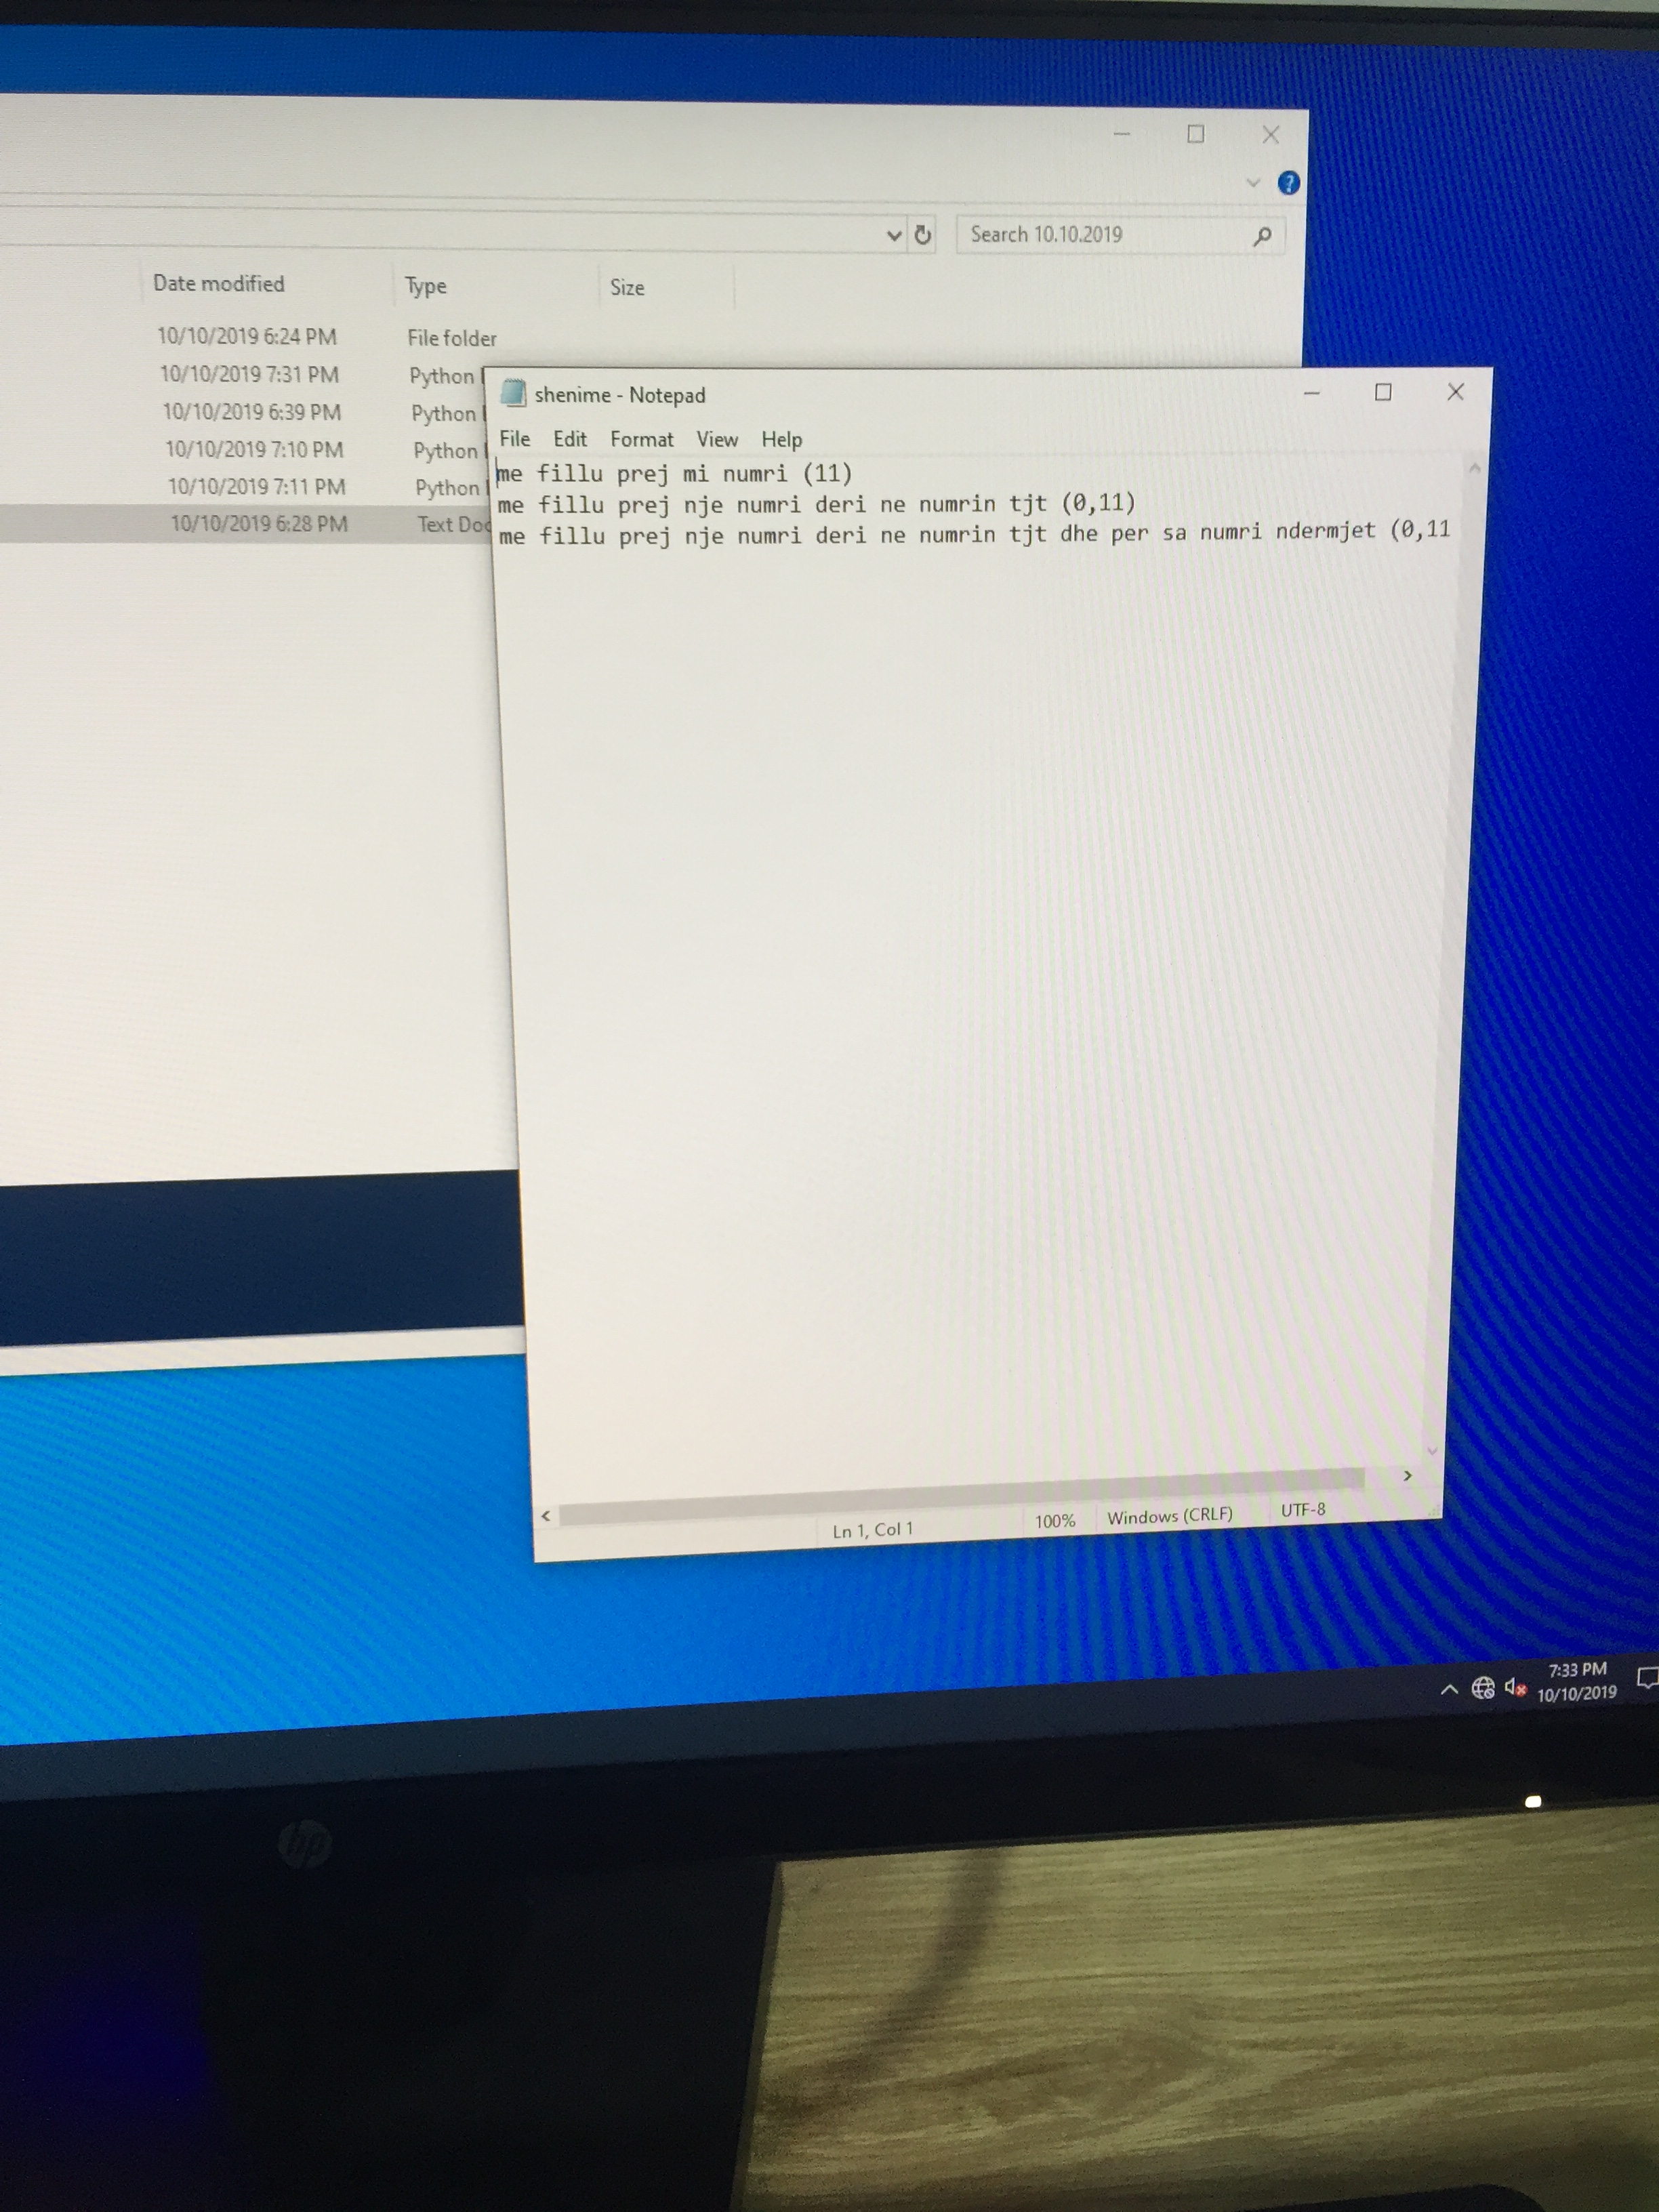 Search 10.10.2019
Date modified Type Size
10/10/2019 6:24 PM File folder
10/10/2019 7:31 PM Python
10/10/2019 6:39 PM Python
10/10/2019 7:10 PM Python
10/10/2019 7:11 PM Python
10/10/2019 6:28 PM Text Doc
shenime - Notepad
File Edit Format View Help
me fillu prej mi numri (11)
me fillu prej nje numri deri ne numrin tjt (0,11)
me fillu prej nje numri deri ne numrin tjt dhe per sa numri ndermjet (0,11
Ln 1, Col 1 100% Windows (CRLF) UTF-8
7:33 PM
10/10/2019
hp